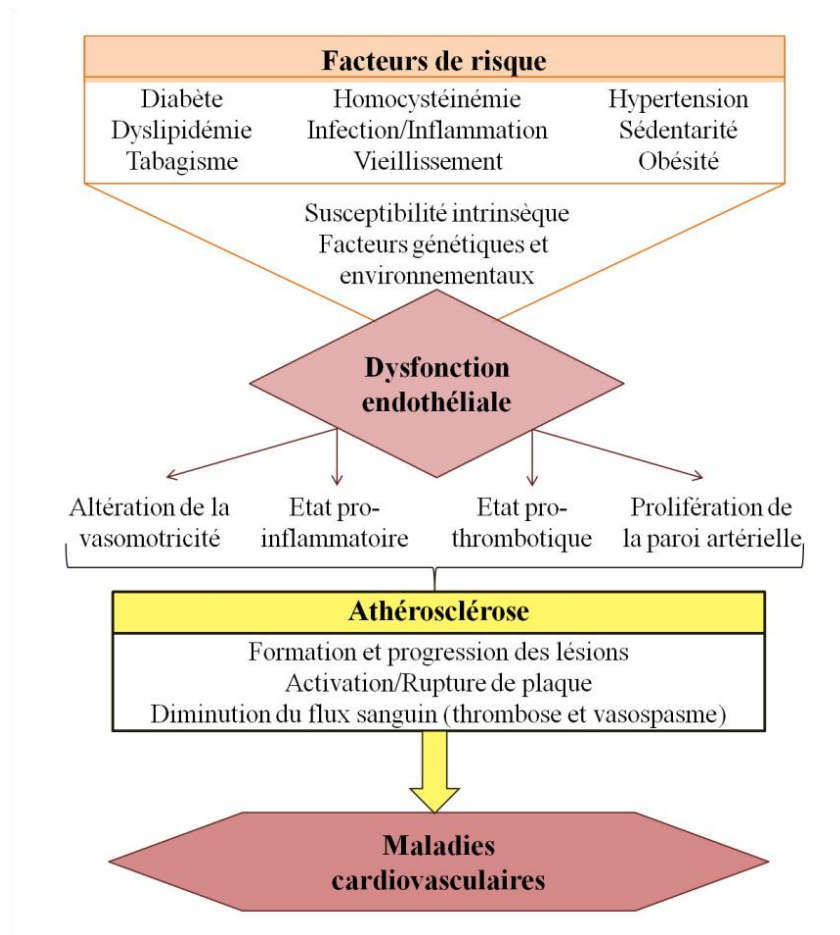 Facteurs de risque
Diabète
Dyslipidémie
Tabagisme
Homocystéinémie
Infection/Inflammation
Vieillissement
Hypertension
Sédentarité
Obésité
Susceptibilité intrinsèque
Facteurs génétiques et
environnementaux
Dysfonction
endothéliale
Altération de la
vasomotricité
Etat pro-
inflammatoire
Etat pro-
thrombotique
Prolifération de
la paroi artérielle
Athérosclérose
Formation et progression des lésions
Activation/Rupture de plaque
Diminution du flux sanguin (thrombose et vasospasme)
Maladies
cardiovasculaires